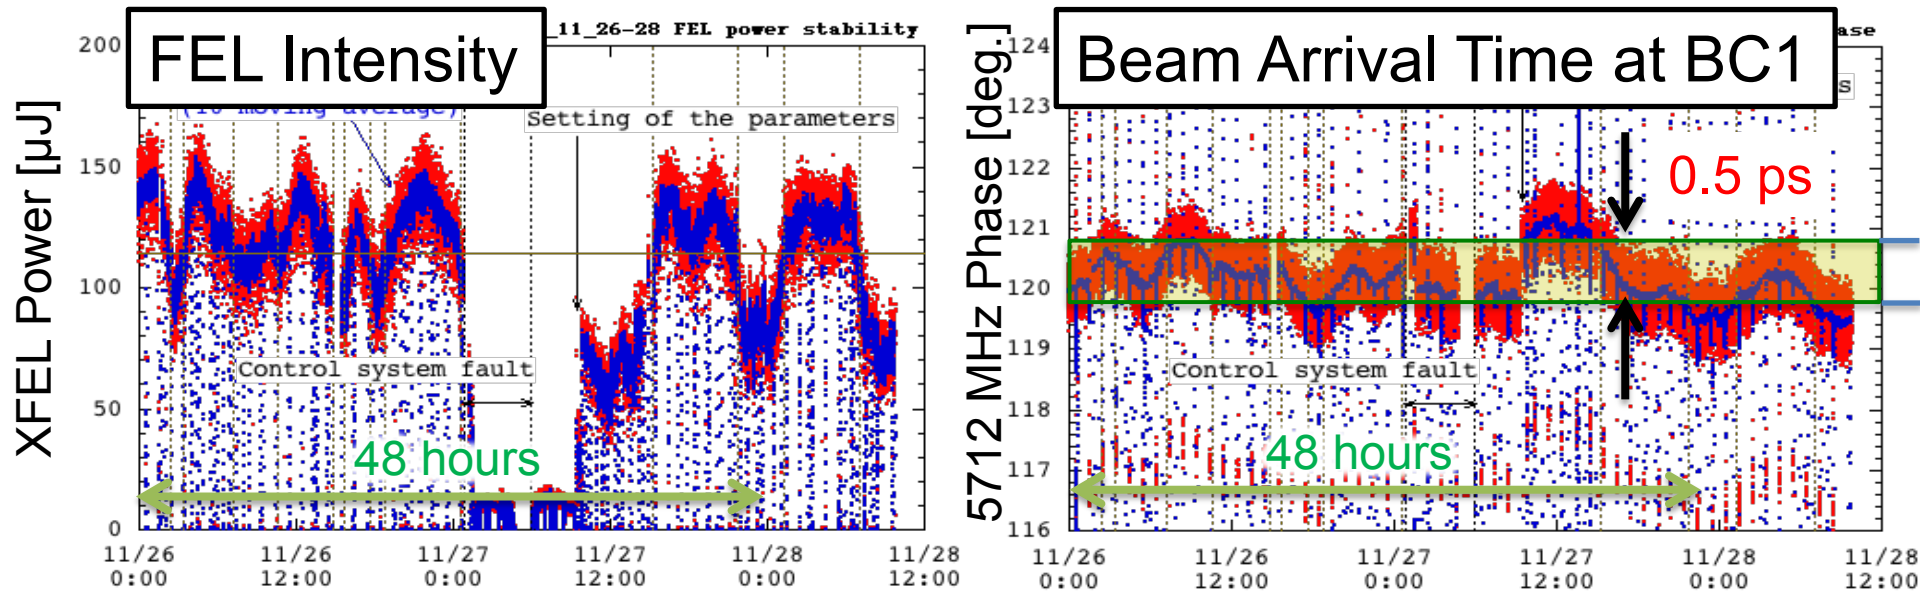 FEL Intensity
_11_26-28 FEL power stability
(10 moving average)
Setting of the parameters
Control system fault
48 hours
XFEL Power [µJ]
200
150
100
50
0
11/26 0:00
11/26 12:00
11/27 0:00
11/27 12:00
11/28 0:00
11/28 12:00
Beam Arrival Time at BC1
ase
s
0.5 ps
Control system fault
48 hours
5712 MHz Phase [deg.]
124
123
122
121
120
119
118
117
116
11/26 0:00
11/26 12:00
11/27 0:00
11/27 12:00
11/28 0:00
11/28 12:00